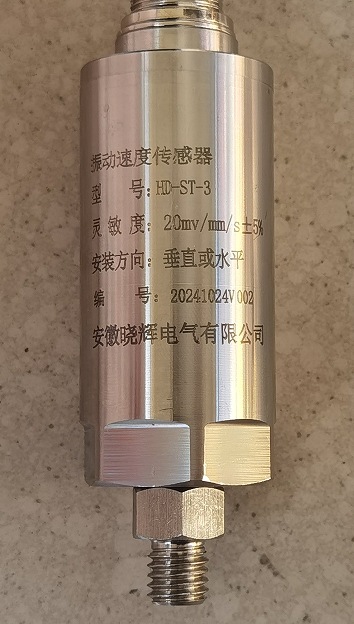 振动速度传感器
型 号：HD-ST-3
灵 敏 度：20mv/mm/s±5%
安装方向：垂直或水平
编 号：20241024V002
安徽晓辉电气有限公司